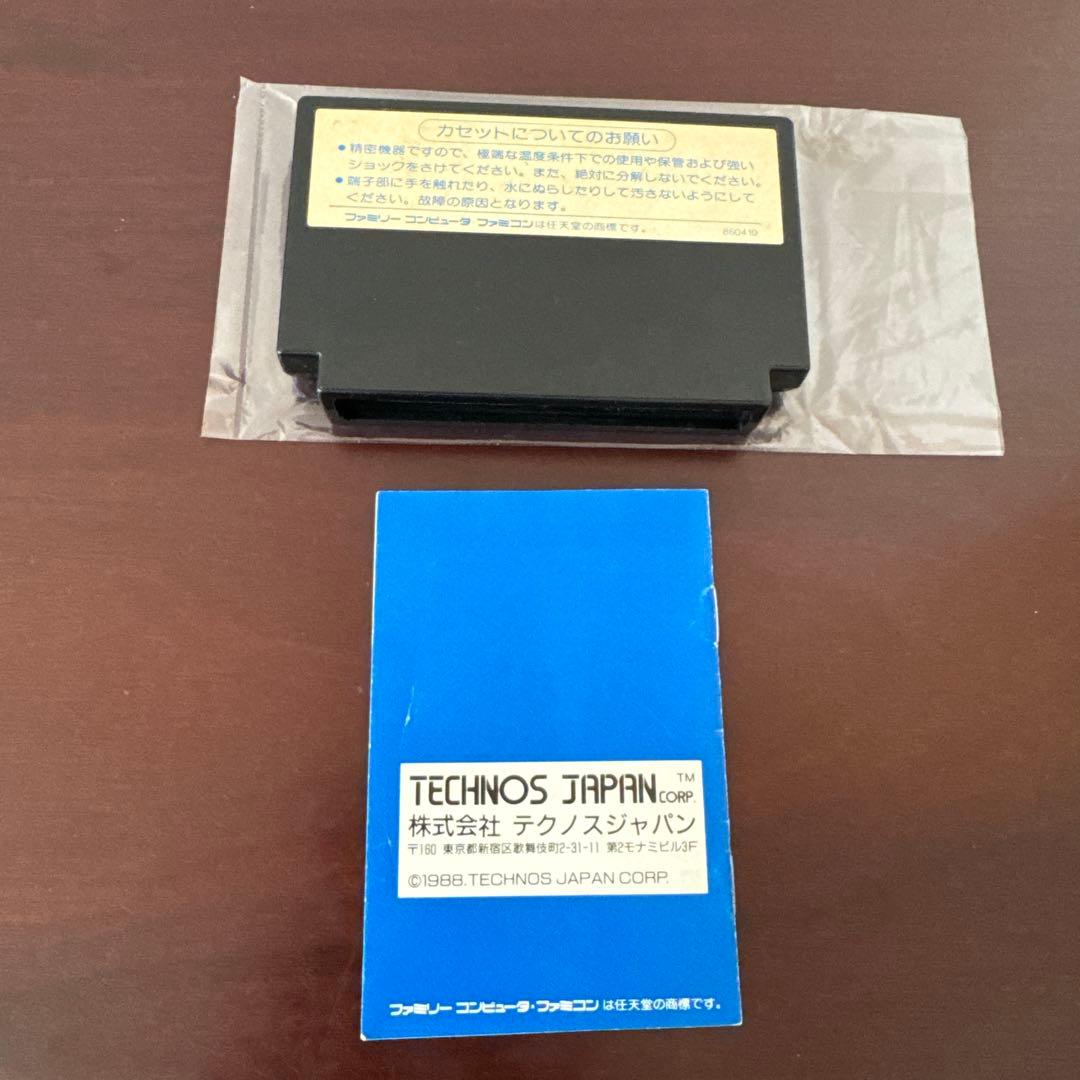 カセットについてのお願い
●精密機器ですので、極端な温度条件下での使用や保管および強い
ショックをさけてください。また、絶対に分解しないでください。
●端子部に手を触れたり、水にぬらしたりして汚さないようにして
ください。故障の原因となります。
ファミリー コンピュータ ファミコンは任天堂の商標です。
860419
TECHNOS JAPAN CORP. ™
株式会社 テクノスジャパン
〒160 東京都新宿区歌舞伎町2-31-11 第2モナミビル3F
©1988.TECHNOS JAPAN CORP.
ファミリー コンピュータ・ファミコン は任天堂の商標です。